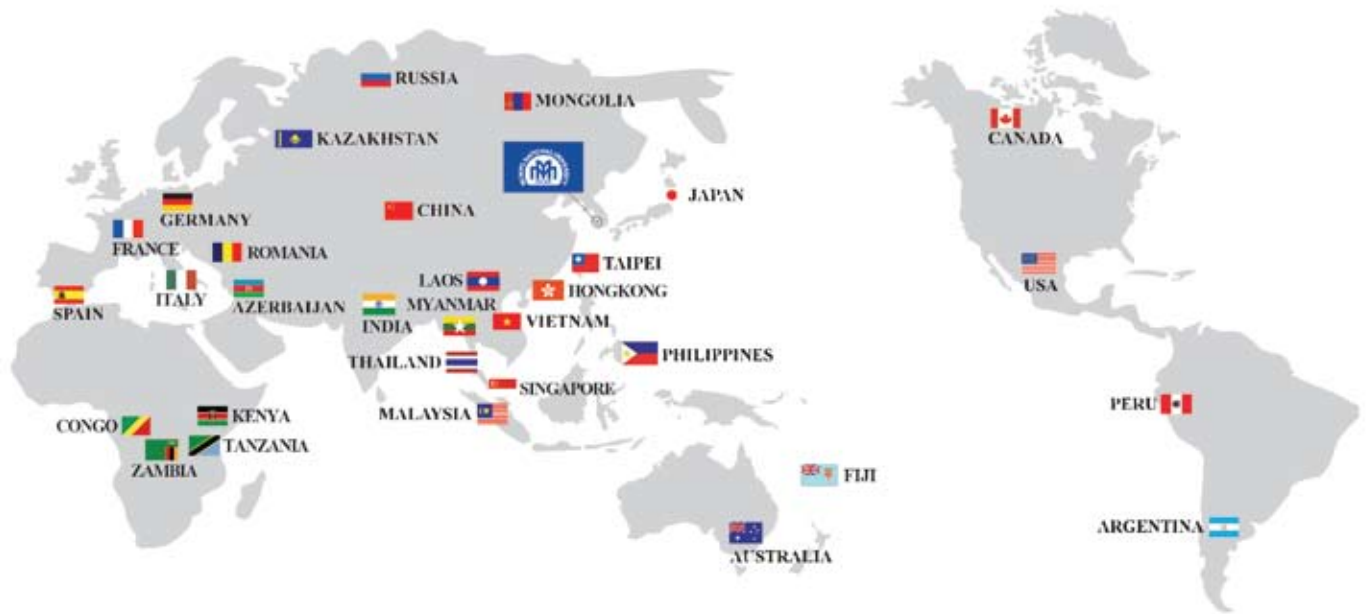 RUSSIA
MONGOLIA
KAZAKHSTAN
CANADA
JAPAN
CHINA
GERMANY
FRANCE
ROMANIA
TAIPEI
USA
LAOS
HONGKONG
ITALY
AZERBAIJAN
MYANMAR
SPAIN
INDIA
VIETNAM
THAILAND
PHILIPPINES
SINGAPORE
PERU
CONGO
KENYA
MALAYSIA
TANZANIA
ZAMBIA
FIJI
ARGENTINA
AUSTRALIA